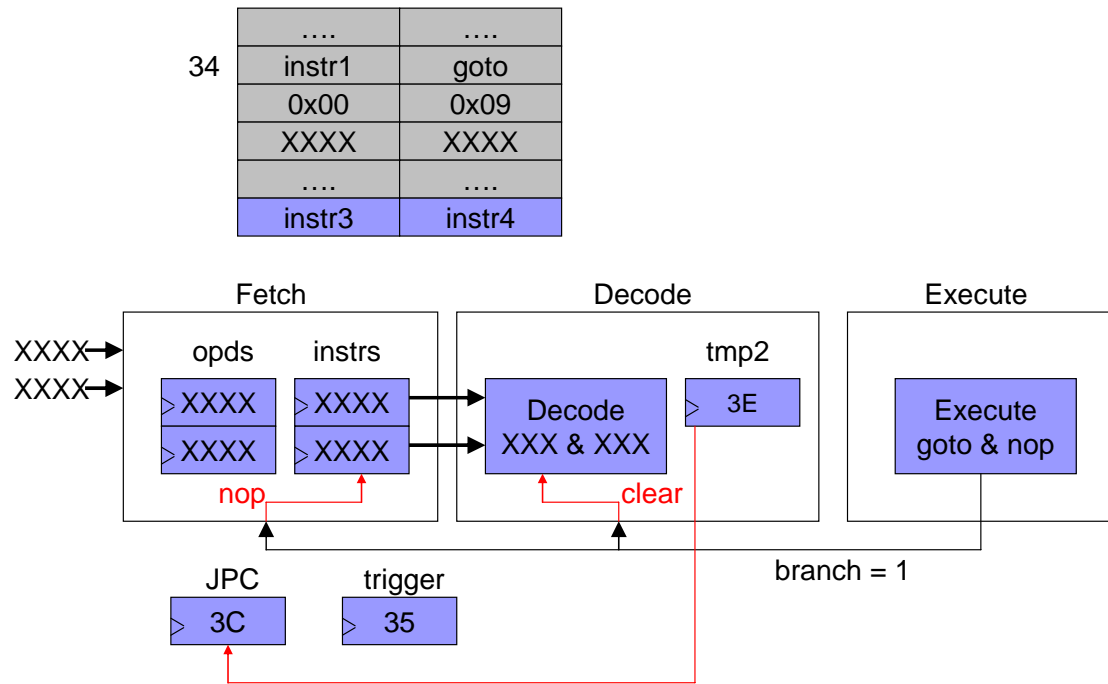 …. ….
34 instr1 goto
0x00 0x09
XXXX XXXX
…. ….
instr3 instr4
Fetch Decode Execute
XXXX opds instrs tmp2
XXXX XXXX XXXX Decode 3E Execute
XXXX XXXX XXX & XXX goto & nop
nop clear
branch = 1
JPC trigger
3C 35